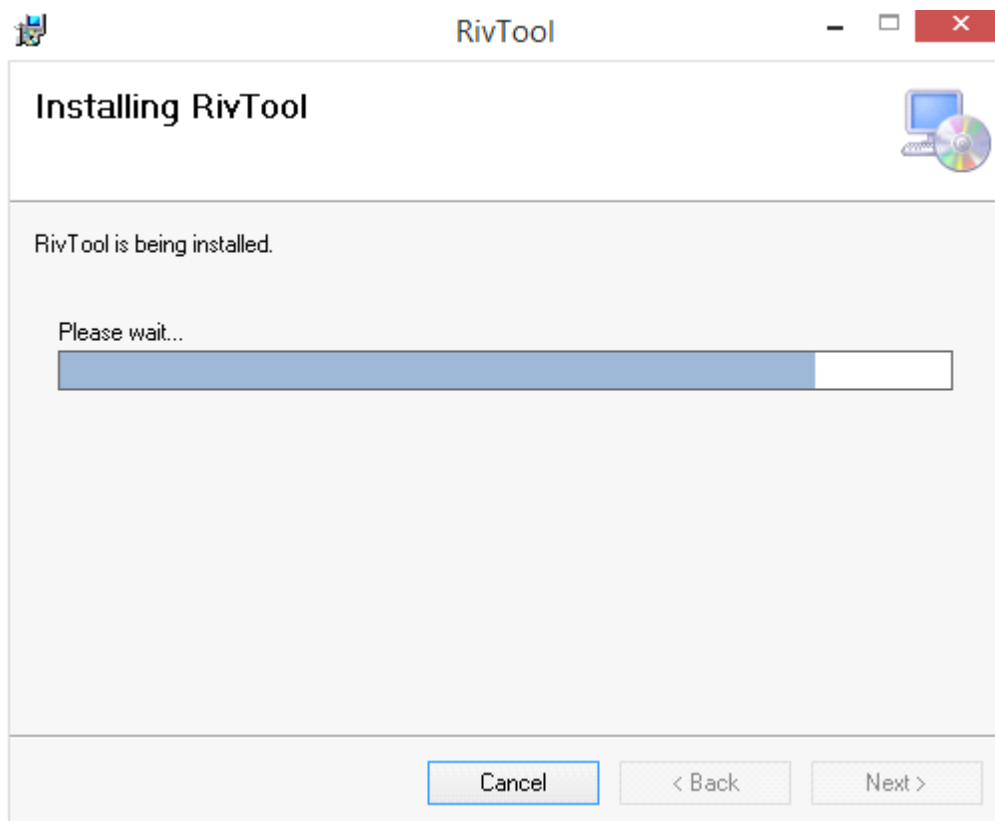 RivTool
Installing RivTool
RivTool is being installed.
Please wait...
Cancel
< Back
Next >